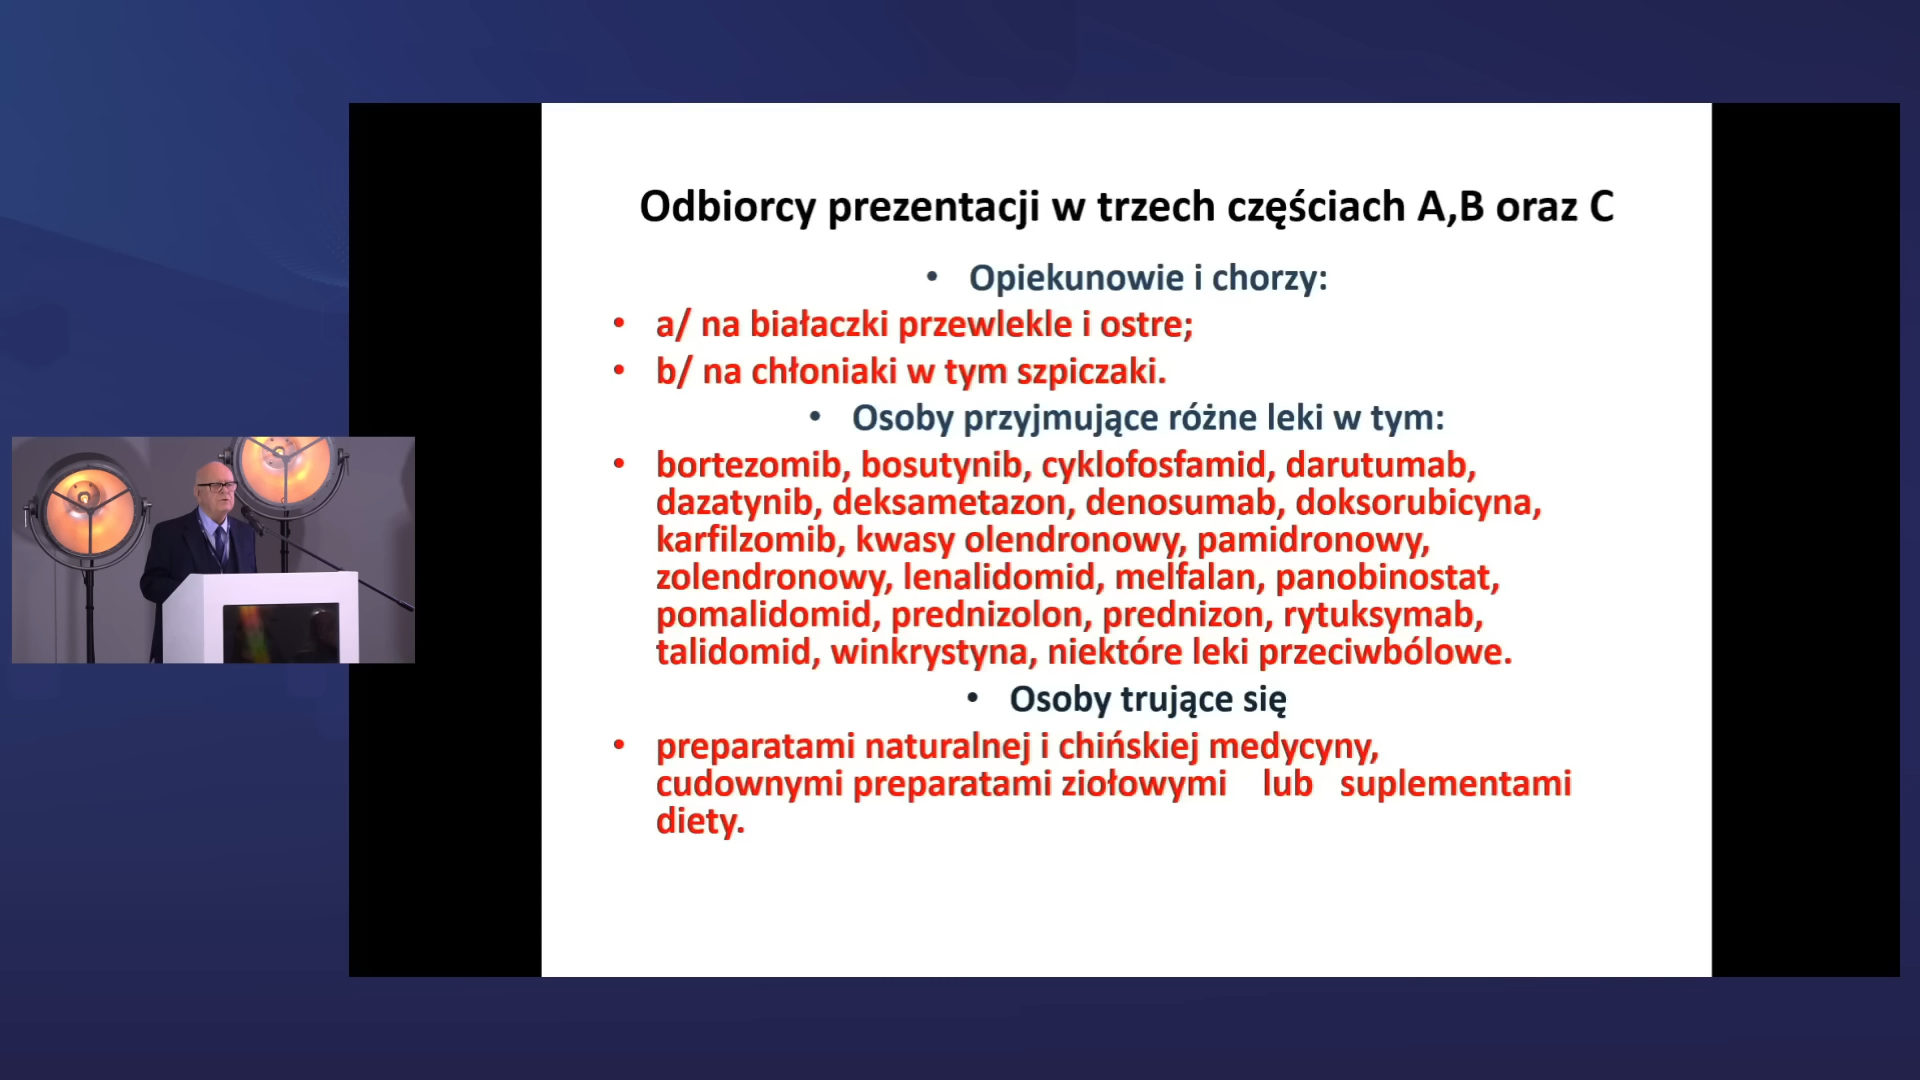 Odbiorcy prezentacji w trzech częściach A,B oraz C
• Opiekunowie i chorzy:
• a/ na białaczki przewlekle i ostre;
• b/ na chłoniaki w tym szpiczaki.
• Osoby przyjmujące różne leki w tym:
• bortezomib, bosutynib, cyklofosfamid, darutumab,
dazatynib, deksametazon, denosumab, doksorubicyna,
karfilzomib, kwasy olendronowy, pamidronowy,
zolendronowy, lenalidomid, melfalan, panobinostat,
pomalidomid, prednizolon, prednizon, rytuksymab,
talidomid, winkrystyna, niektóre leki przeciwbólowe.
• Osoby trujące się
• preparatami naturalnej i chińskiej medycyny,
cudownymi preparatami ziołowymi lub suplementami
diety.